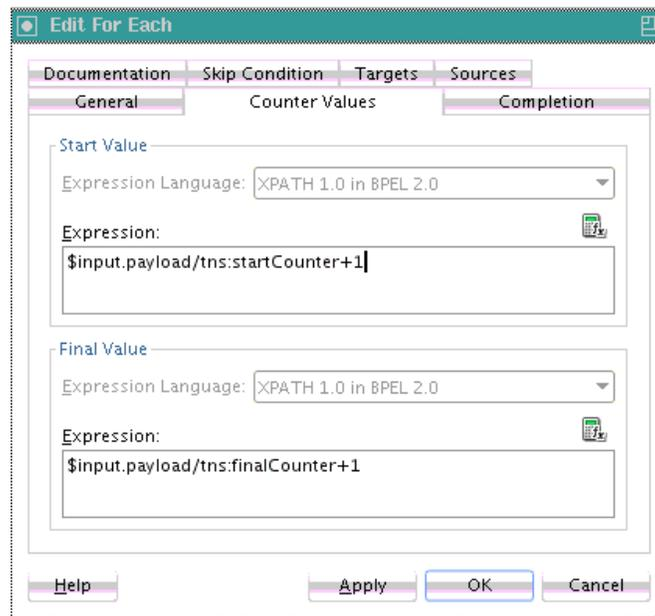 Edit For Each
Documentation Skip Condition Targets Sources
General Counter Values Completion
Start Value
Expression Language: XPATH 1.0 in BPEL 2.0
Expression:
$input.payload/tns:startCounter+1
Final Value
Expression Language: XPATH 1.0 in BPEL 2.0
Expression:
$input.payload/tns:finalCounter+1
Help Apply OK Cancel